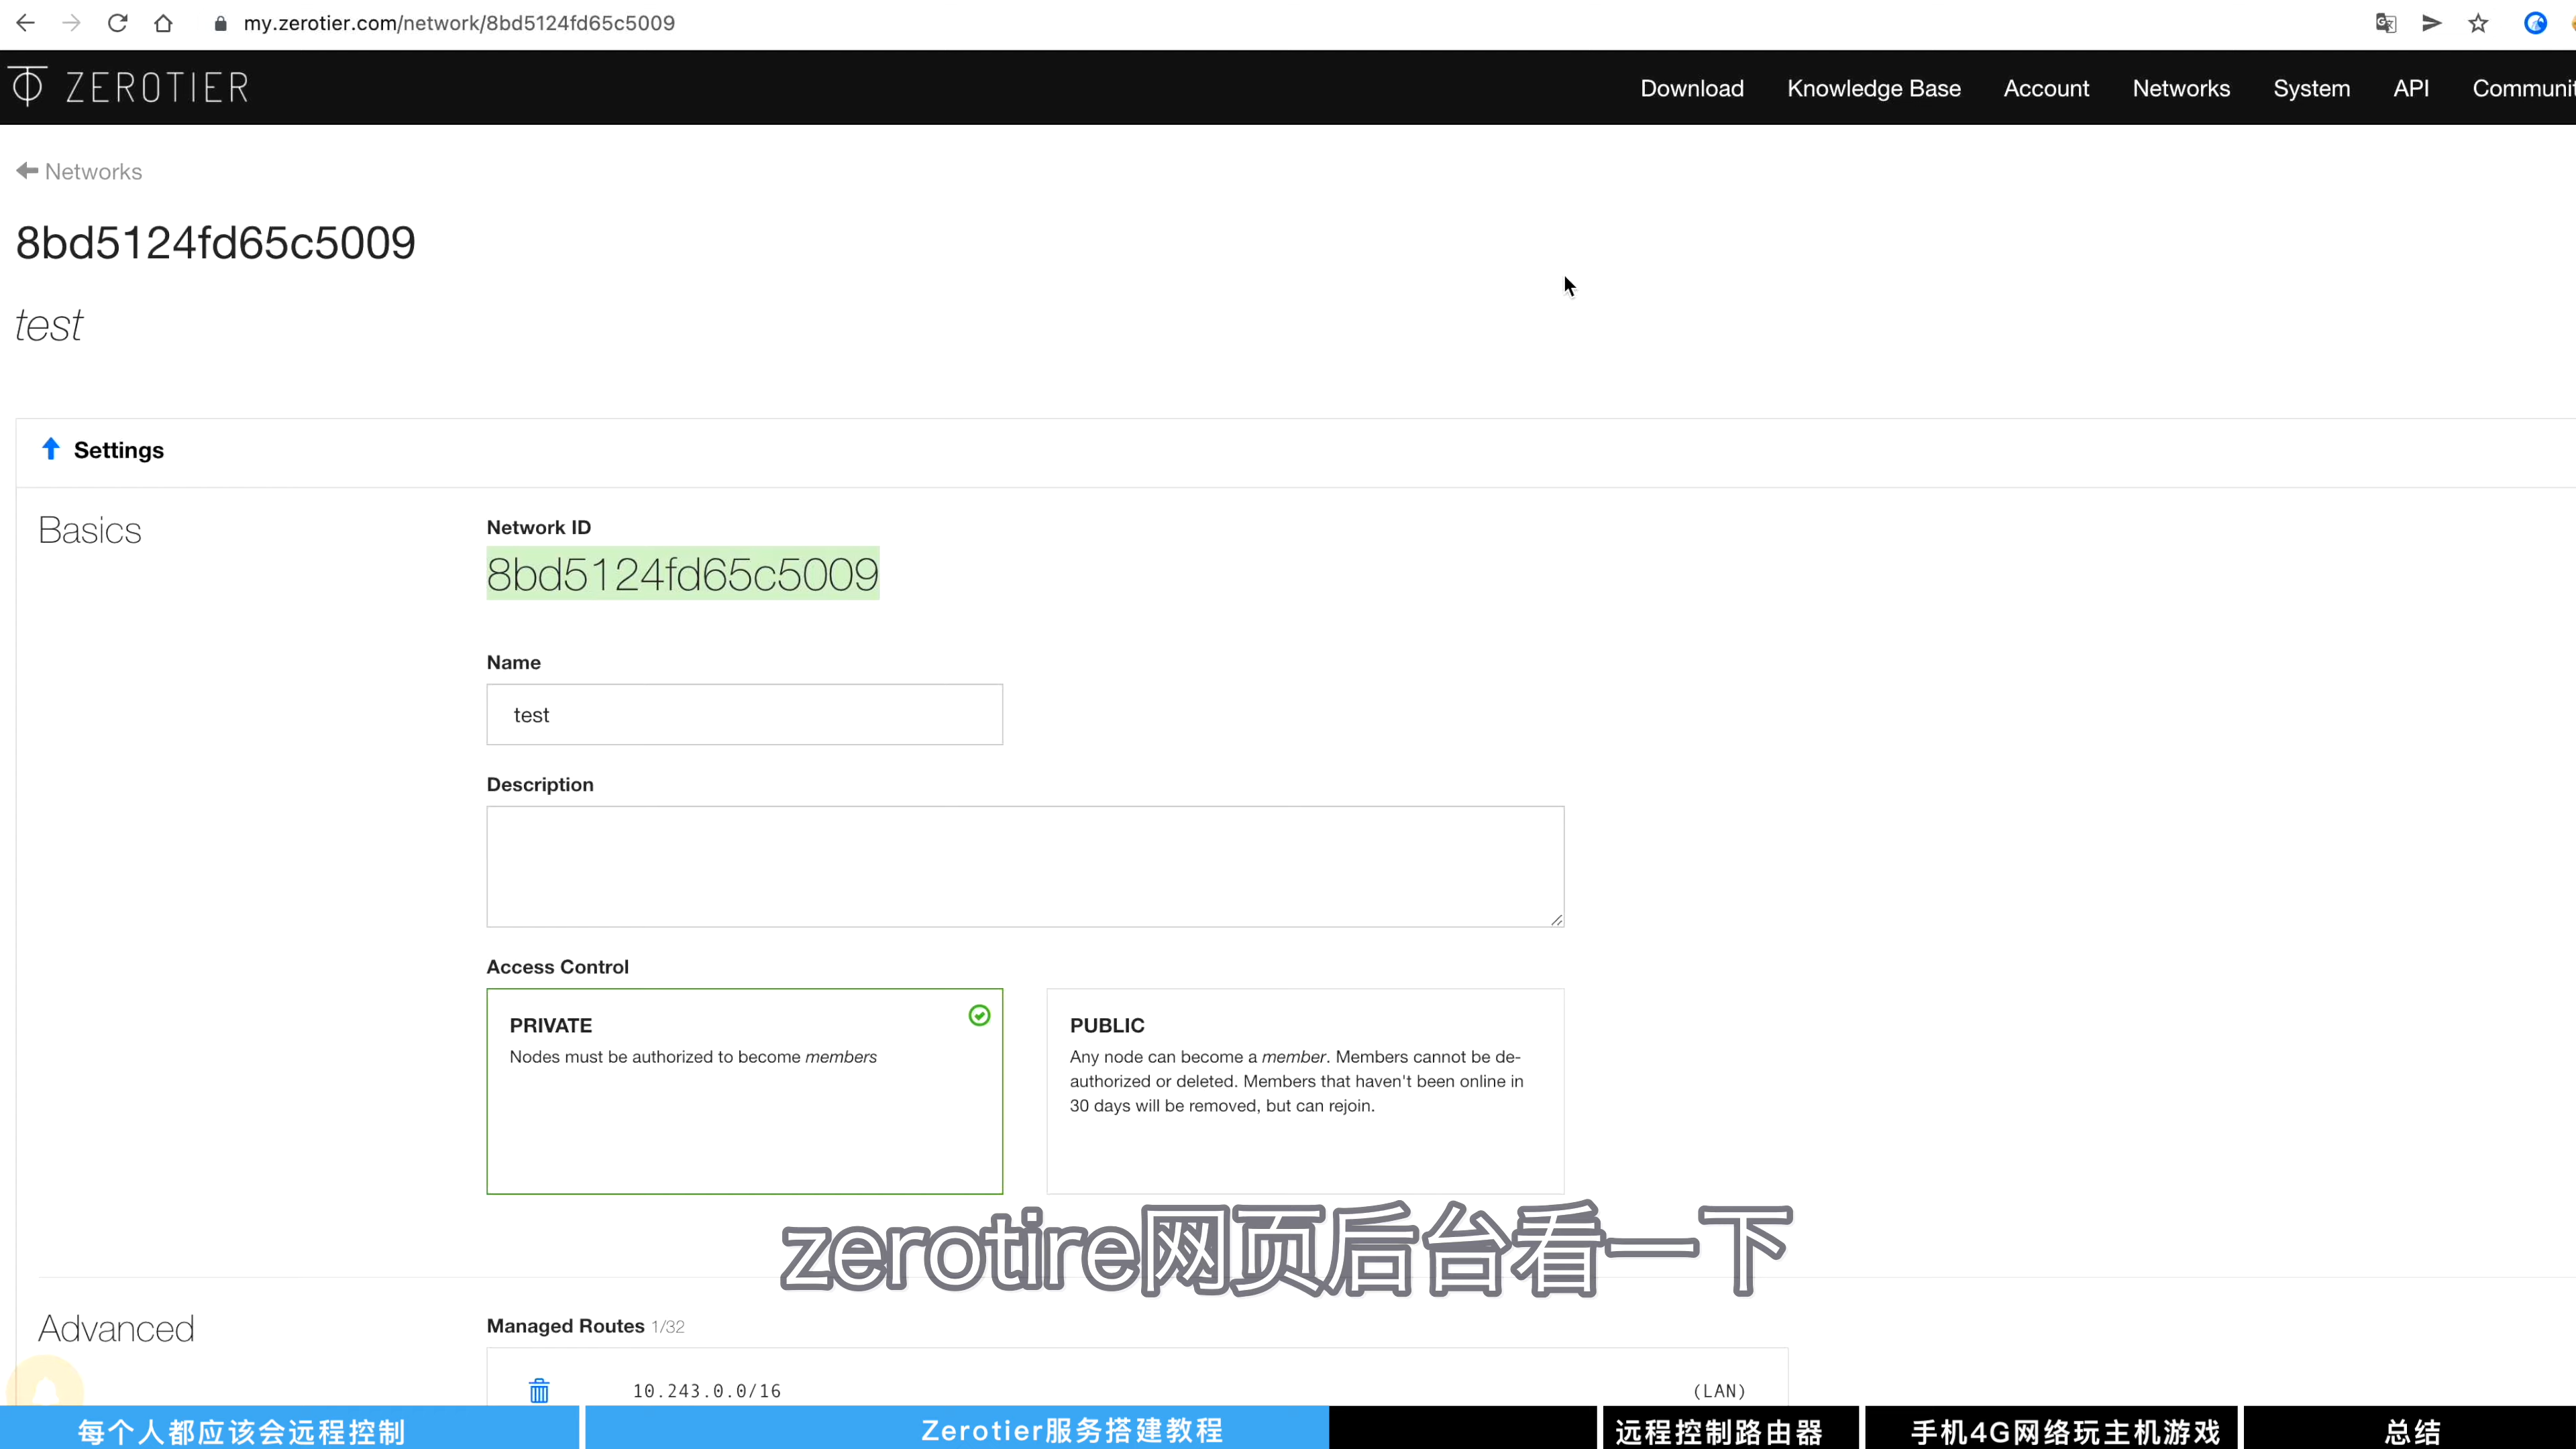 my.zerotier.com/network/8bd5124fd65c5009
ZEROTIER
Download Knowledge Base Account Networks System API Communit
Networks
8bd5124fd65c5009
test
Settings
Basics
Network ID
8bd5124fd65c5009
Name
test
Description
Access Control
PRIVATE
Nodes must be authorized to become members
PUBLIC
Any node can become a member. Members cannot be de-
authorized or deleted. Members that haven't been online in
30 days will be removed, but can rejoin.
zerotire网页后台看一下
Advanced
Managed Routes 1/32
10.243.0.0/16 (LAN)
每个人都应该会远程控制 Zerotier服务搭建教程 远程控制路由器 手机4G网络玩主机游戏 总结